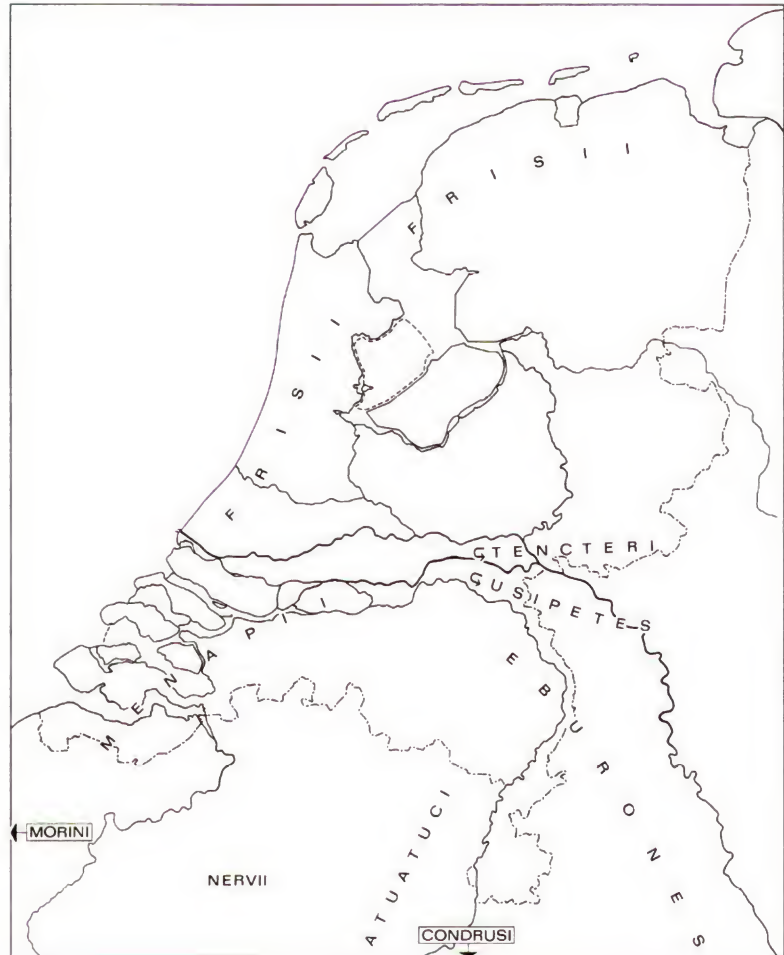 FRISII
FRISII
TENCTERI
USIPETES
MENAPII
EBURONES
MORINI
NERVII
ATUATUCI
CONDRUSI